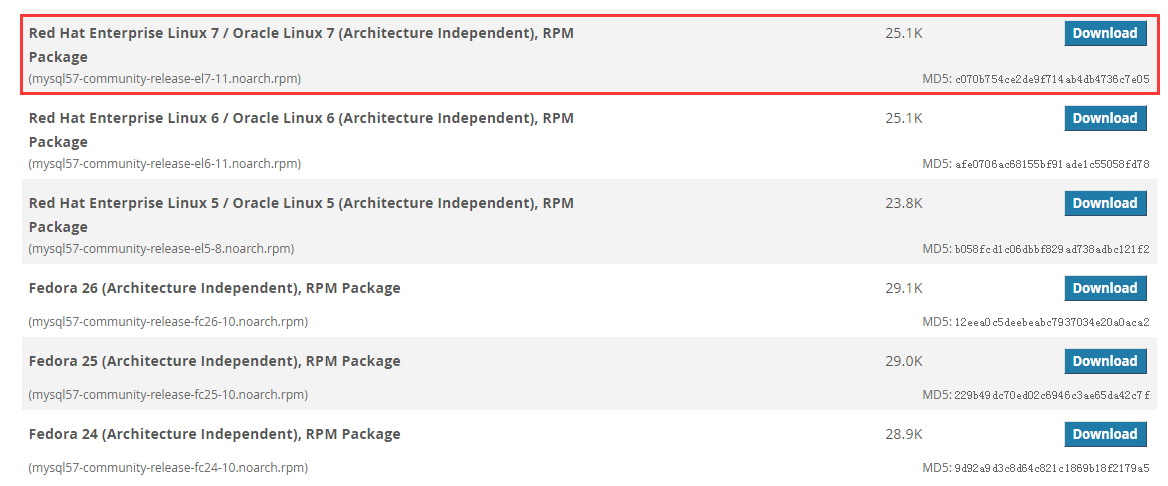 Red Hat Enterprise Linux 7 / Oracle Linux 7 (Architecture Independent), RPM 25.1K Download
Package
(mysql57-community-release-el7-11.noarch.rpm) MD5: c070b754ce2de9f714ab4db4736c7e05
Red Hat Enterprise Linux 6 / Oracle Linux 6 (Architecture Independent), RPM 25.1K Download
Package
(mysql57-community-release-el6-11.noarch.rpm) MD5: afe0706ac68155bf91ade1c55058fd78
Red Hat Enterprise Linux 5 / Oracle Linux 5 (Architecture Independent), RPM 23.8K Download
Package
(mysql57-community-release-el5-8.noarch.rpm) MD5: b058fcd1c06dbbf829ad738adbc121f2
Fedora 26 (Architecture Independent), RPM Package 29.1K Download
(mysql57-community-release-fc26-10.noarch.rpm) MD5: 12eea0c5deebeabc7937034e20a0aca2
Fedora 25 (Architecture Independent), RPM Package 29.0K Download
(mysql57-community-release-fc25-10.noarch.rpm) MD5: 229b49dc70ed02c6946c3ae65da42c7f
Fedora 24 (Architecture Independent), RPM Package 28.9K Download
(mysql57-community-release-fc24-10.noarch.rpm) MD5: 9d92a9d3c8d64c821c1869b18f2179a5